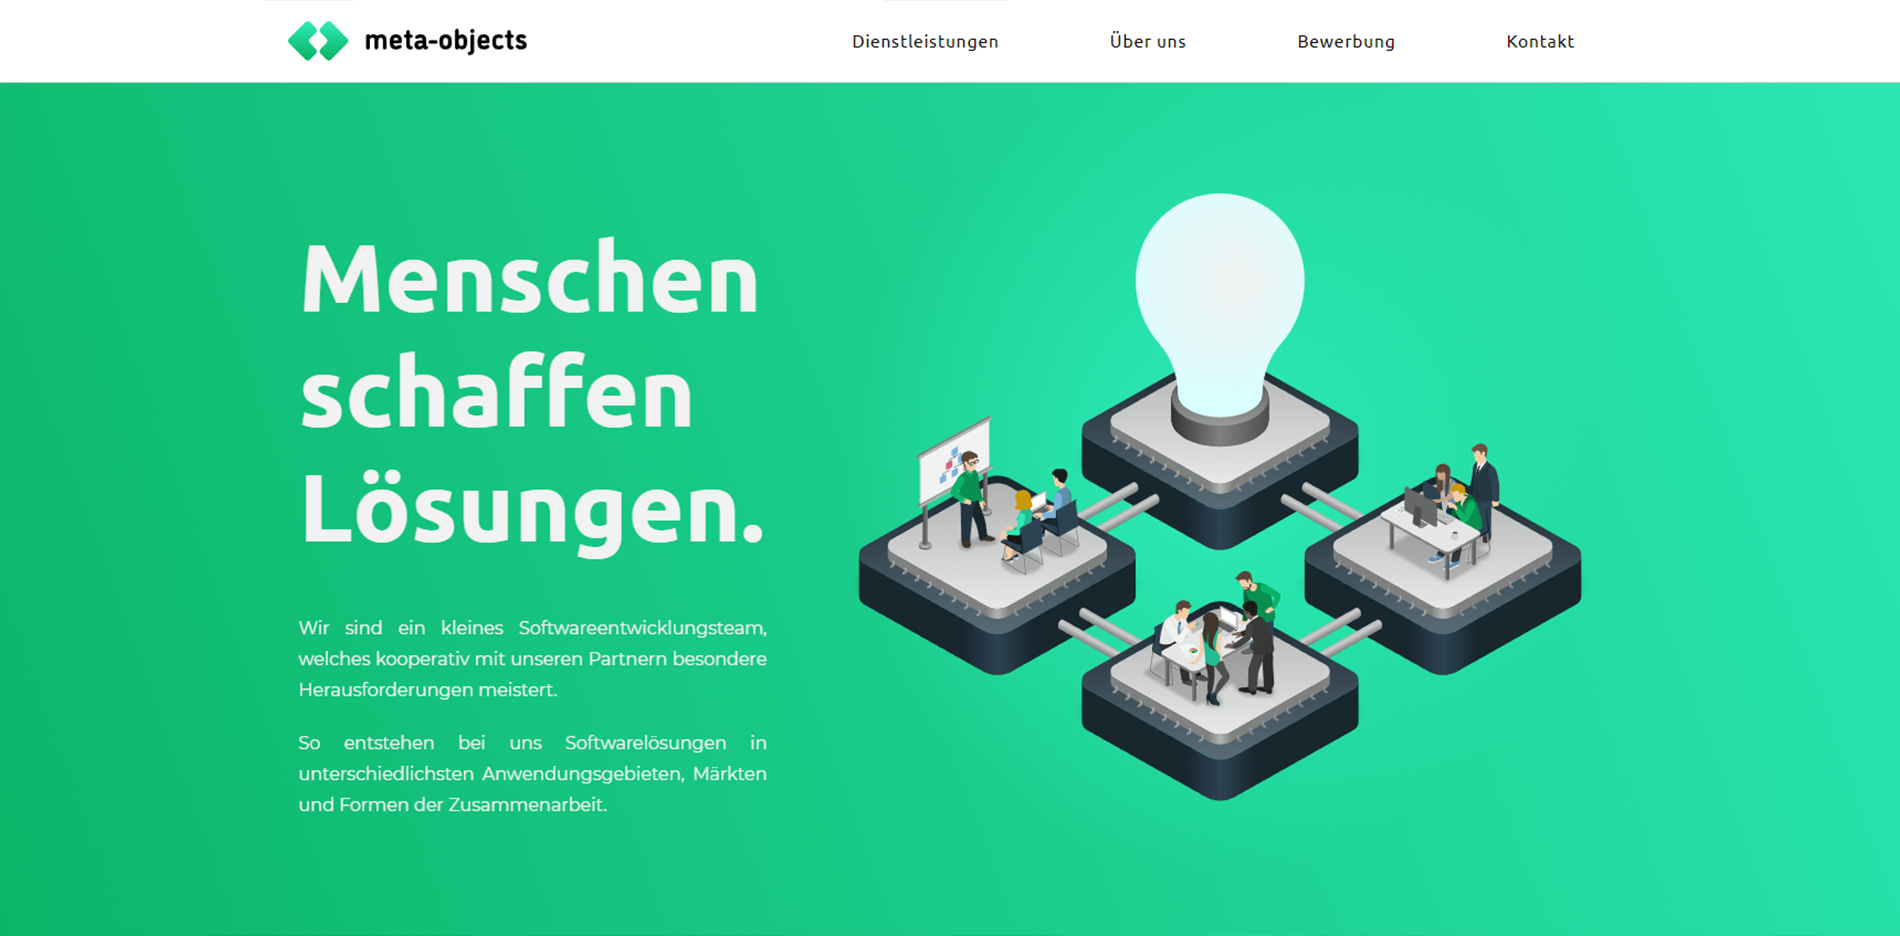 meta-objects
Dienstleistungen
Über uns
Bewerbung
Kontakt
Menschen
schaffen
Lösungen.
Wir sind ein kleines Softwareentwicklungsteam,
welches kooperativ mit unseren Partnern besondere
Herausforderungen meistert.
So entstehen bei uns Softwarelösungen in
unterschiedlichsten Anwendungsgebieten, Märkten
und Formen der Zusammenarbeit.